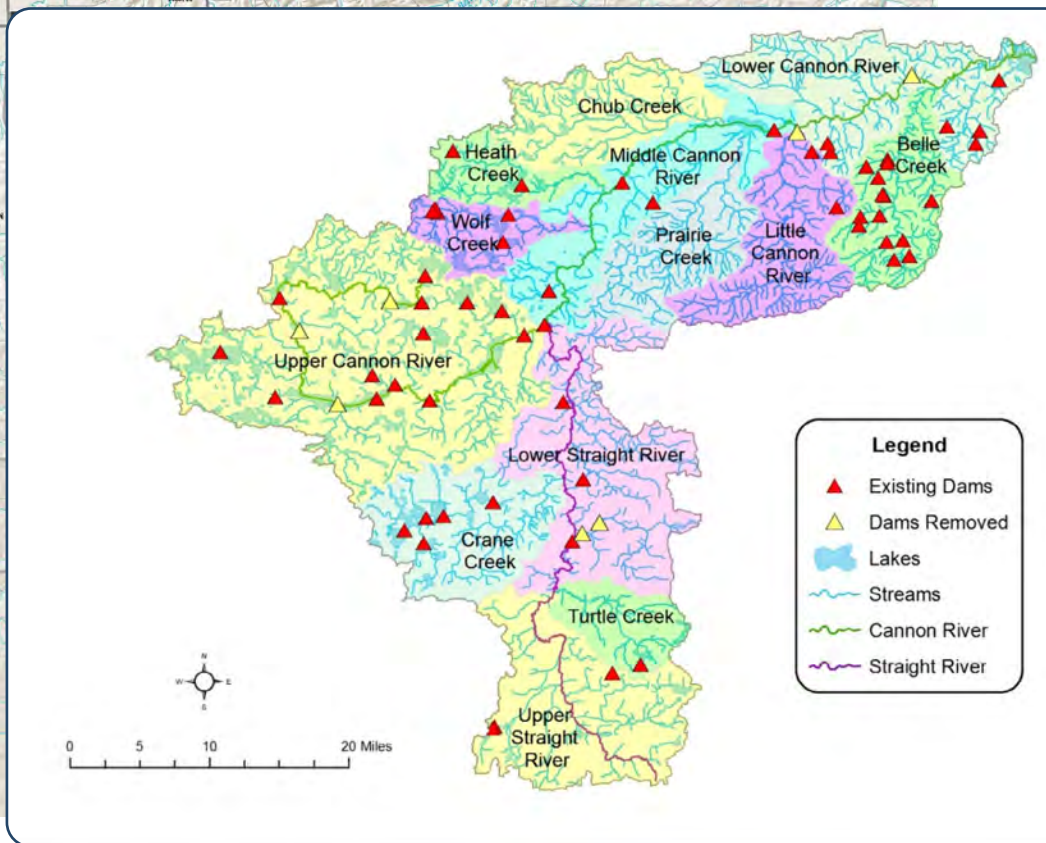 Lower Cannon River
Chub Creek
Heath
Creek
Middle Cannon
River
Belle
Creek
Wolf
Creek
Prairie
Creek
Little
Cannon
River
Upper Cannon River
Lower Straight River
Crane
Creek
Turtle Creek
Upper
Straight
River
Legend
Existing Dams
Dams Removed
Lakes
Streams
Cannon River
Straight River
N
W E
S
0 5 10 20 Miles